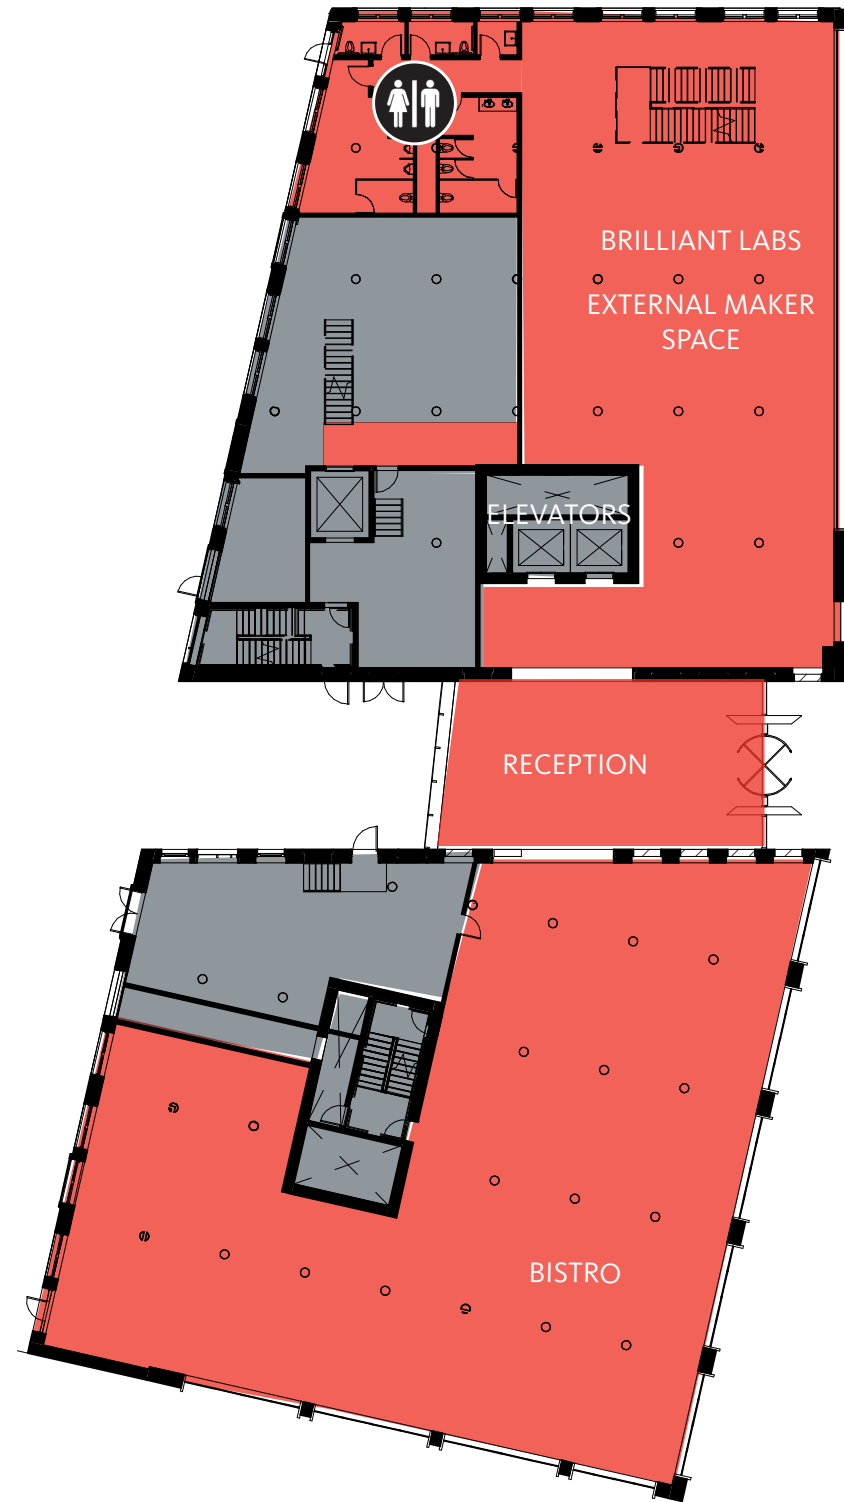 BRILLIANT LABS
EXTERNAL MAKER
SPACE
ELEVATORS
RECEPTION
BISTRO